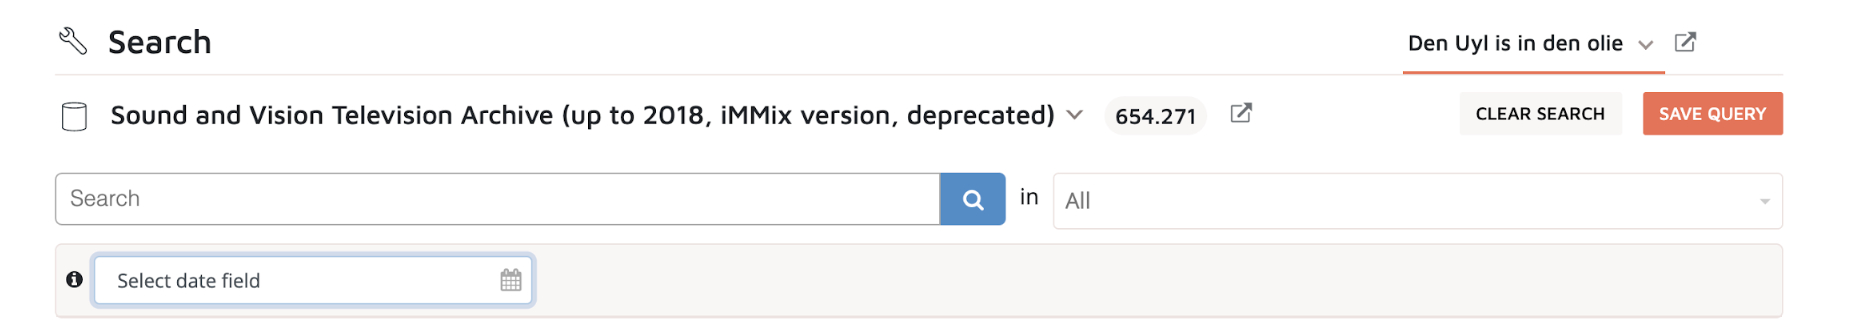 Search
Den Uyl is in den olie
Sound and Vision Television Archive (up to 2018, iMMix version, deprecated)
654.271
CLEAR SEARCH
SAVE QUERY
Search
in
All
Select date field